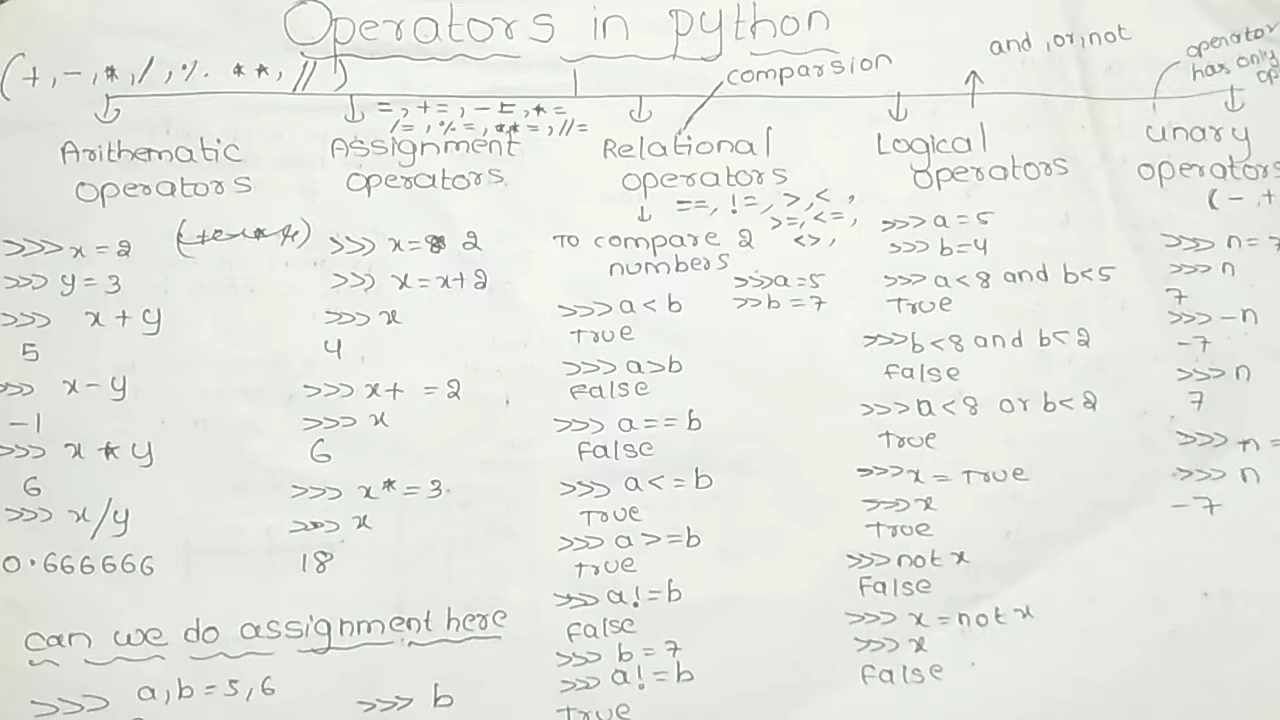 Operators in python
(+, -, *, /, %. **, //)
comparsion
and, or, not
operator
has only
op
=, +=, -=, *=
/=, %=, **=, //=
Arithematic
operators
>>> x = 2
>>> y = 3
>>> x + y
5
>>> x - y
-1
>>> x * y
6
>>> x/y
0.666666
Assignment
operators
>>> x = 2
>>> x = x+2
>>> x
4
>>> x+ = 2
>>> x
6
>>> x* = 3
>>> x
18
Relational
operators
==, !=, >, <,
>=, <=,
<>,
To compare 2
numbers
>>> a = 5
>> b = 7
>>> a < b
True
>>> a > b
False
>>> a == b
False
>>> a <= b
True
>>> a >= b
true
>>> a! = b
false
>>> b = 7
>>> a! = b
True
Logical
operators
>>> a = 5
>>> b = 4
>>> a < 8 and b < 5
True
>>> b < 8 and b < 2
false
>>> a < 8 or b < 2
true
>>> x = True
>>> x
True
>>> not x
False
>>> x = not x
>>> x
False
unary
operators
(-, +
>>> n = 7
>>> n
7
>>> -n
-7
>>> n
7
>>> n =
>>> n
-7
can we do assignment here
>>> a, b = 5, 6
>>> b